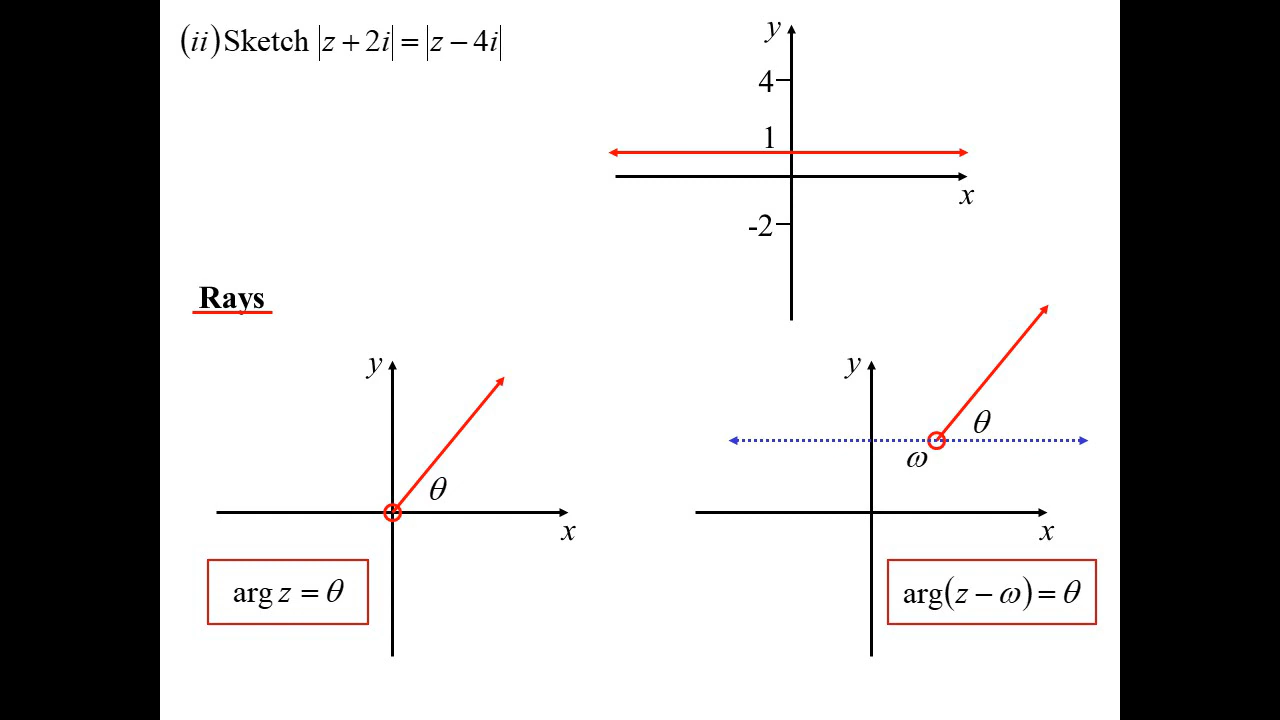 (ii) Sketch |z + 2i| = |z − 4i|
y
4
1
x
-2
Rays
y
θ
x
arg z = θ
y
θ
ω
x
arg(z − ω) = θ